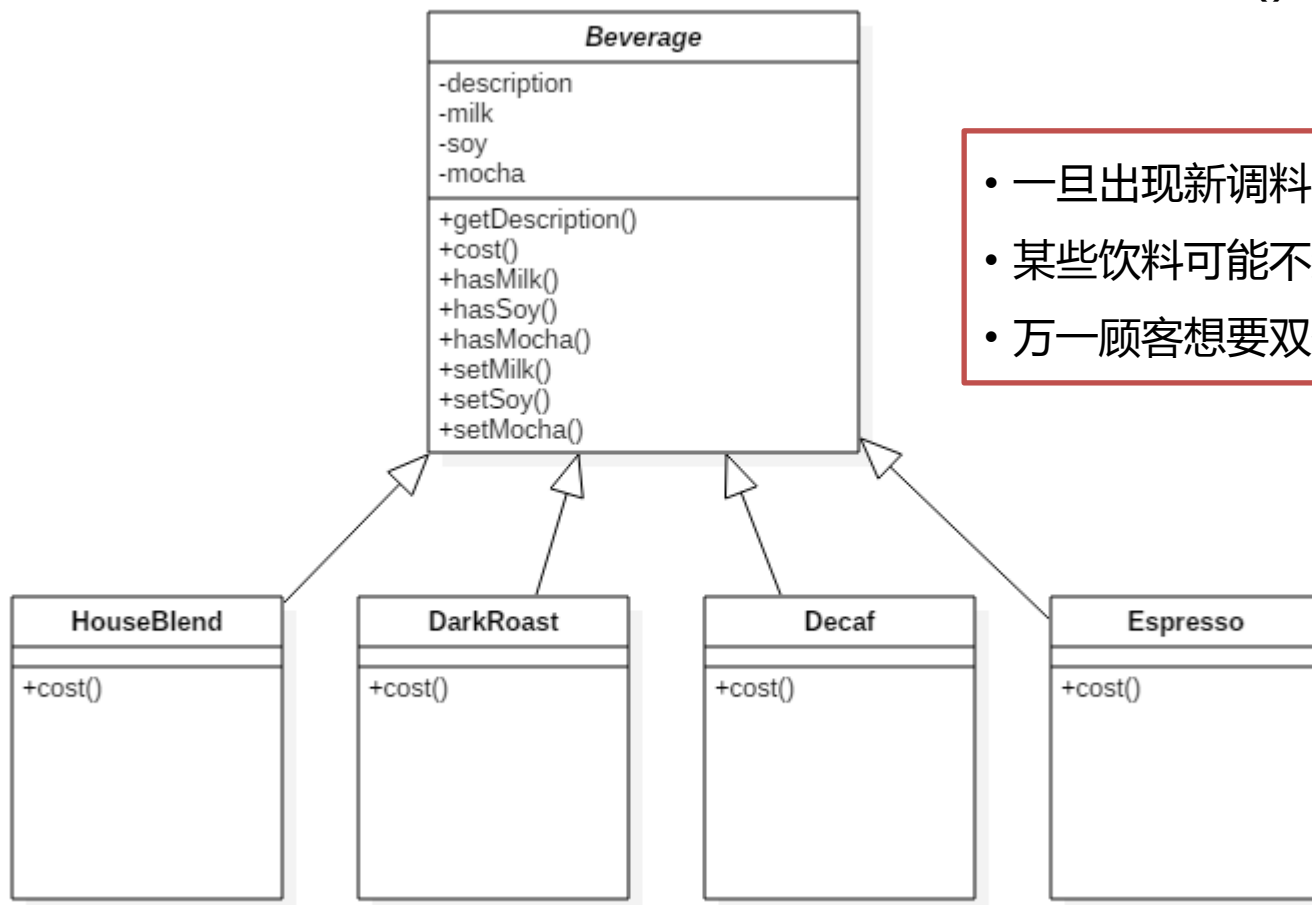 ()
Beverage
-description
-milk
-soy
-mocha
+getDescription()
+cost()
+hasMilk()
+hasSoy()
+hasMocha()
+setMilk()
+setSoy()
+setMocha()
• 一旦出现新调料
• 某些饮料可能不
• 万一顾客想要双
HouseBlend
+cost()
DarkRoast
+cost()
Decaf
+cost()
Espresso
+cost()